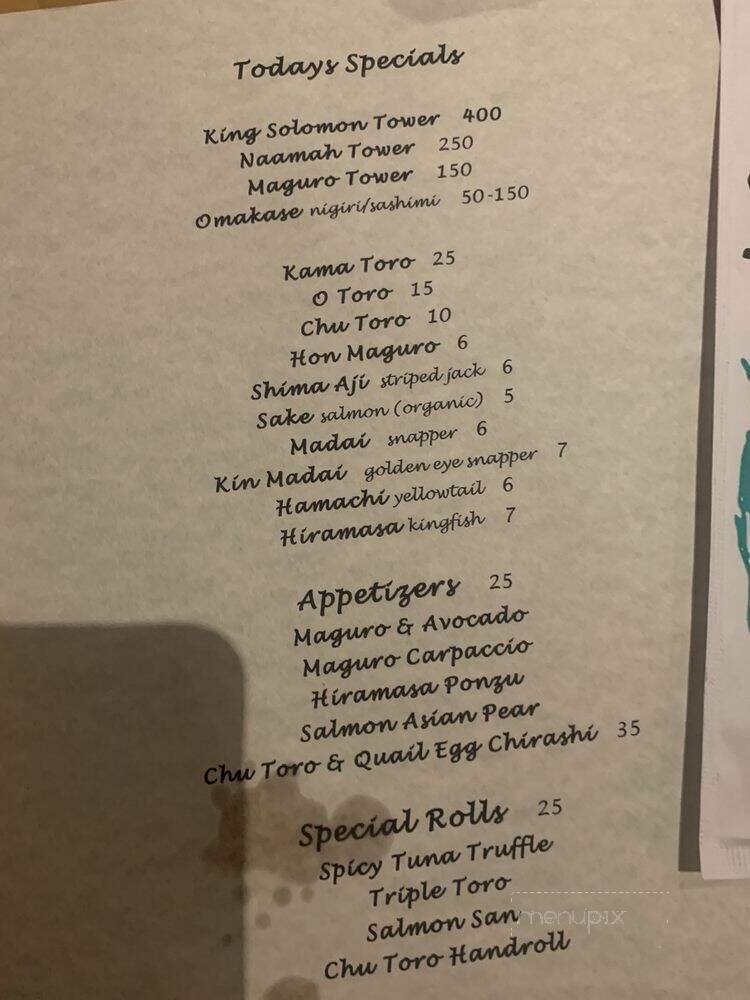 Todays Specials
King Solomon Tower 400
Naamah Tower 250
Maguro Tower 150
Omakase nigiri/sashimi 50-150
Kama Toro 25
O Toro 15
Chu Toro 10
Hon Maguro 6
Shima Aji striped jack 6
Sake salmon (organic) 5
Madai snapper 6
Kin Madai golden eye snapper 7
Hamachi yellowtail 6
Hiramasa kingfish 7
Appetizers 25
Maguro & Avocado
Maguro Carpaccio
Hiramasa Ponzu
Salmon Asian Pear
Chu Toro & Quail Egg Chirashi 35
Special Rolls 25
Spicy Tuna Truffle
Triple Toro
Salmon San
menupix
Chu Toro Handroll